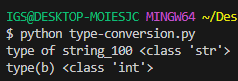 IGS@DESKTOP-MOIESJC MINGW64 ~/Des
$ python type-conversion.py
type of string_100 <class 'str'>
type(b) <class 'int'>